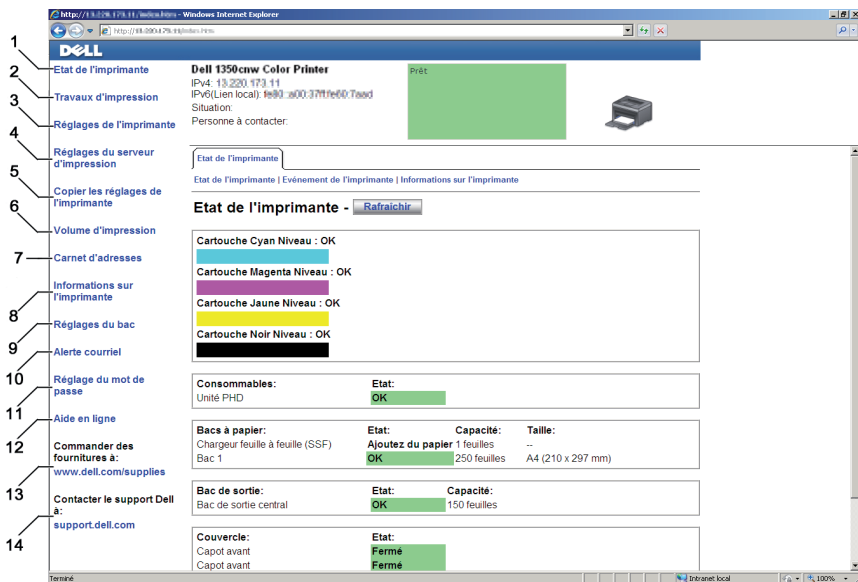 http://13.220.173.11/index.htm - Windows Internet Explorer
http://13.220.173.11/index.htm
DELL
1
Etat de l'imprimante
2
Travaux d'impression
3
Réglages de l'imprimante
4
Réglages du serveur
d'impression
5
Copier les réglages de
l'imprimante
6
Volume d'impression
7
Carnet d'adresses
8
Informations sur
l'imprimante
9
Réglages du bac
10
Alerte courriel
11
Réglage du mot de
passe
12
Aide en ligne
13
Commander des
fournitures à:
www.dell.com/supplies
14
Contacter le support Dell
à:
support.dell.com
Dell 1350cnw Color Printer
IPv4: 13.220.173.11
IPv6(Lien local):
Situation:
Personne à contacter:
Prêt
Etat de l'imprimante
Etat de l'imprimante | Evénement de l'imprimante | Informations sur l'imprimante
Etat de l'imprimante - Rafraichir
Cartouche Cyan Niveau : OK
Cartouche Magenta Niveau : OK
Cartouche Jaune Niveau : OK
Cartouche Noir Niveau : OK
Consommables: Etat:
Unité PHD OK
Bacs à papier: Etat: Capacité: Taille:
Chargeur feuille à feuille (SSF) Ajoutez du papier 1 feuilles --
Bac 1 OK 250 feuilles A4 (210 x 297 mm)
Bac de sortie: Etat: Capacité:
Bac de sortie central OK 150 feuilles
Couvercle: Etat:
Capot avant Fermé
Capot avant Fermé
Terminé
Intranet local
100%